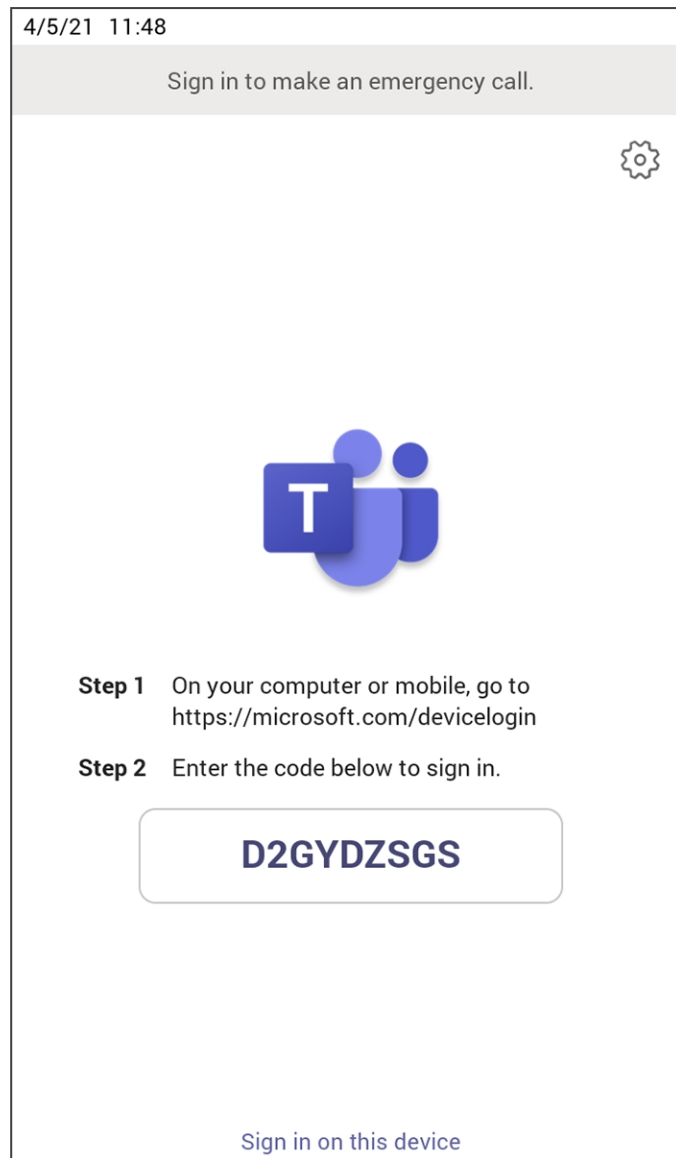 4/5/21 11:48
Sign in to make an emergency call.
T
Step 1 On your computer or mobile, go to
https://microsoft.com/devicelogin
Step 2 Enter the code below to sign in.
D2GYDZSGS
Sign in on this device